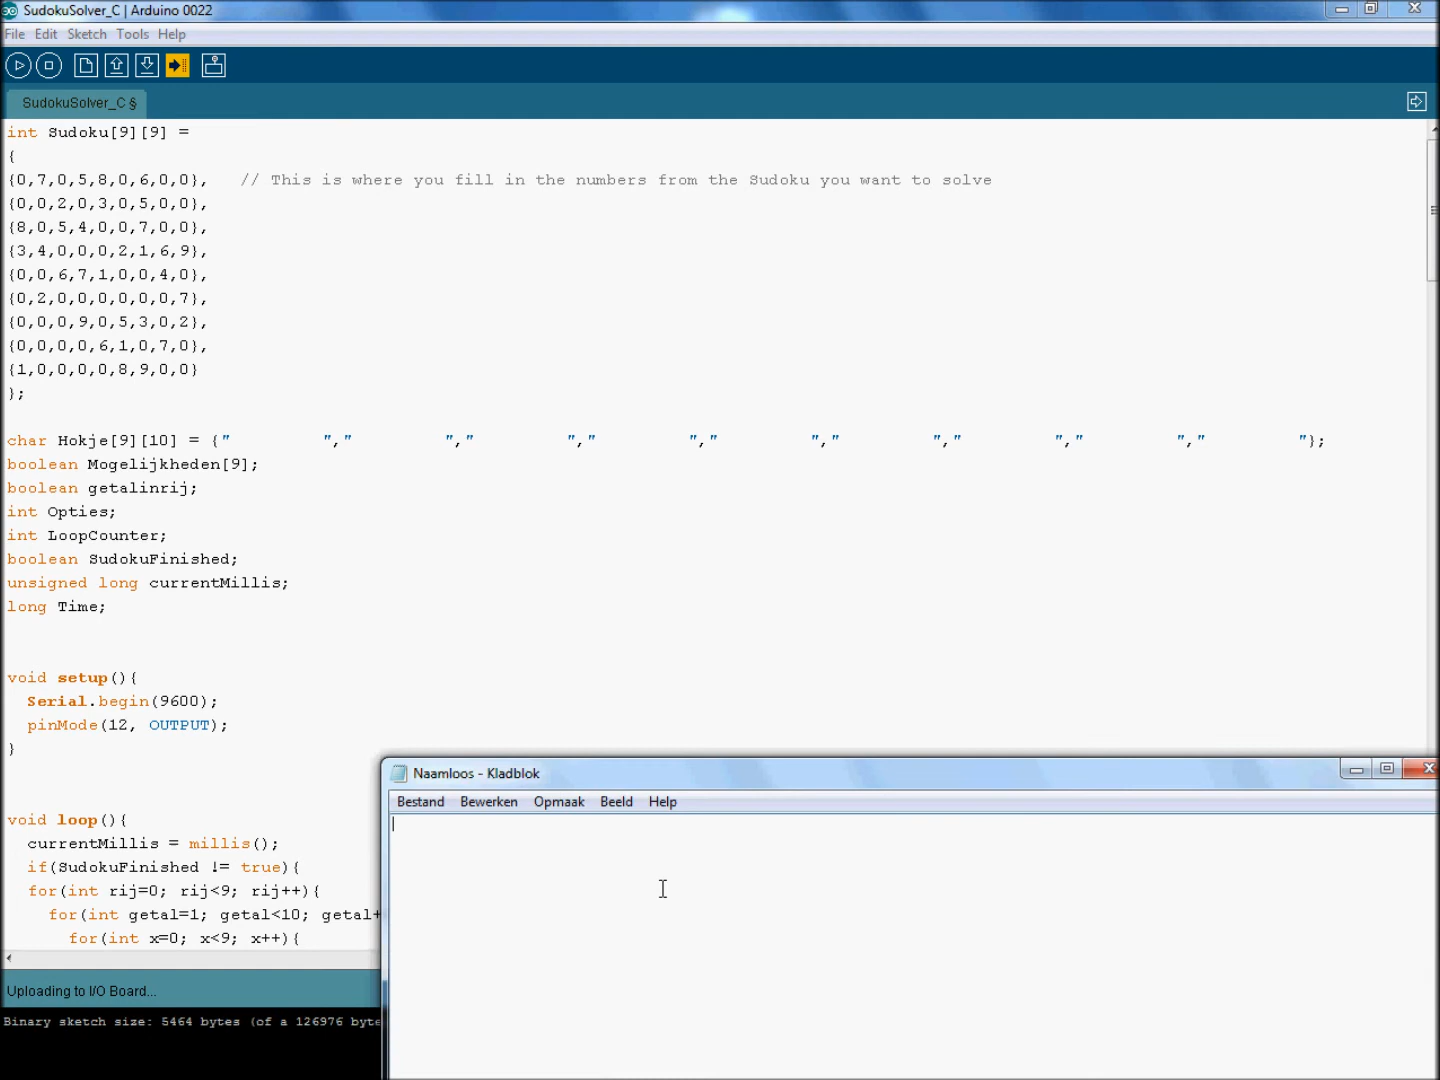 SudokuSolver_C | Arduino 0022
File Edit Sketch Tools Help
SudokuSolver_C §
int Sudoku[9][9] =
{
{0,7,0,5,8,0,6,0,0},   // This is where you fill in the numbers from the Sudoku you want to solve
{0,0,2,0,3,0,5,0,0},
{8,0,5,4,0,0,7,0,0},
{3,4,0,0,0,2,1,6,9},
{0,0,6,7,1,0,0,4,0},
{0,2,0,0,0,0,0,0,7},
{0,0,0,9,0,5,3,0,2},
{0,0,0,0,6,1,0,7,0},
{1,0,0,0,0,8,9,0,0}
};
char Hokje[9][10] = {"         ","         ","         ","         ","         ","         ","         ","         ","         "};
boolean Mogelijkheden[9];
boolean getalinrij;
int Opties;
int LoopCounter;
boolean SudokuFinished;
unsigned long currentMillis;
long Time;
void setup(){
Serial.begin(9600);
pinMode(12, OUTPUT);
}
void loop(){
currentMillis = millis();
if(SudokuFinished != true){
for(int rij=0; rij<9; rij++){
for(int getal=1; getal<10; getal+
for(int x=0; x<9; x++){
Uploading to I/O Board...
Binary sketch size: 5464 bytes (of a 126976 byte
Naamloos - Kladblok
Bestand Bewerken Opmaak Beeld Help